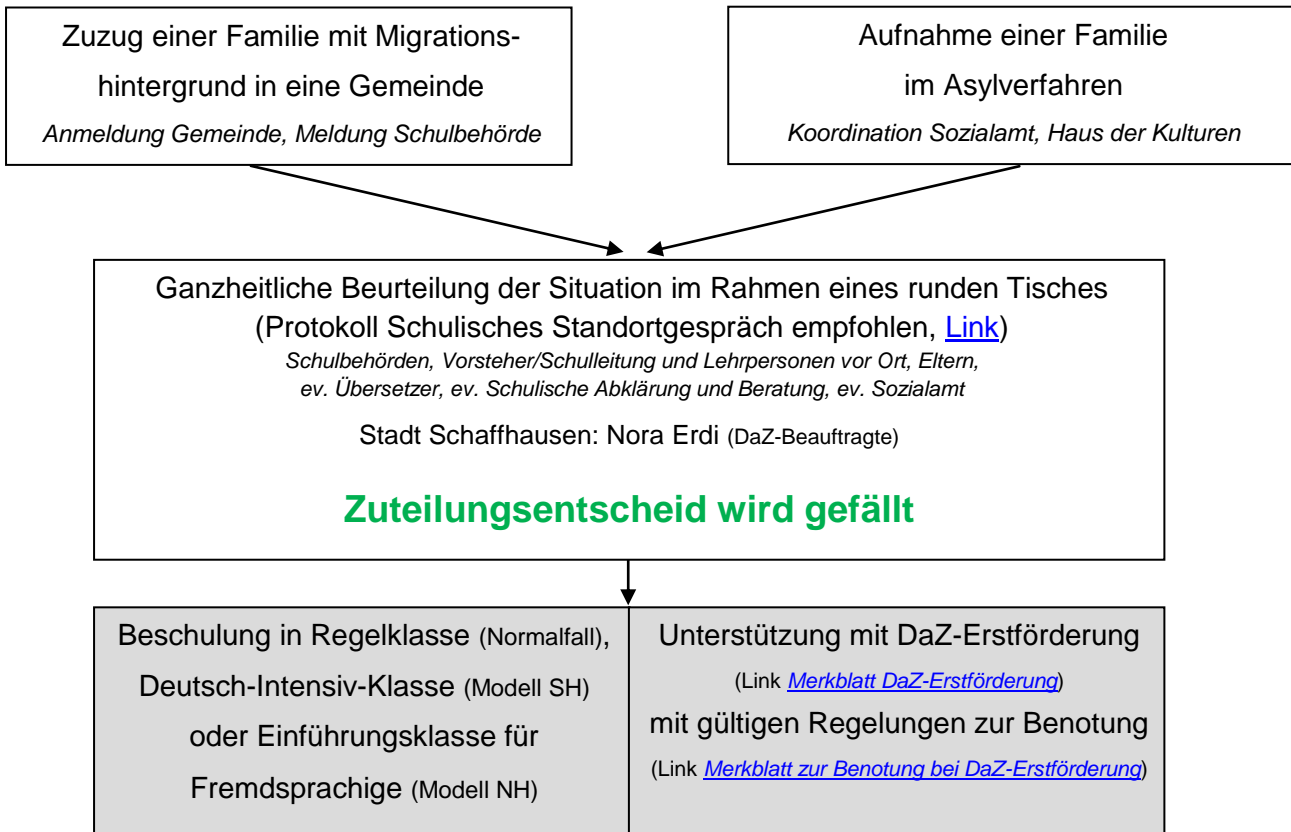 Zuzug einer Familie mit Migrations-
hintergrund in eine Gemeinde
Anmeldung Gemeinde, Meldung Schulbehörde
Aufnahme einer Familie
im Asylverfahren
Koordination Sozialamt, Haus der Kulturen
Ganzheitliche Beurteilung der Situation im Rahmen eines runden Tisches
(Protokoll Schulisches Standortgespräch empfohlen, Link)
Schulbehörden, Vorsteher/Schulleitung und Lehrpersonen vor Ort, Eltern,
ev. Übersetzer, ev. Schulische Abklärung und Beratung, ev. Sozialamt
Stadt Schaffhausen: Nora Erdi (DaZ-Beauftragte)
Zuteilungsentscheid wird gefällt
Beschulung in Regelklasse (Normalfall),
Deutsch-Intensiv-Klasse (Modell SH)
oder Einführungsklasse für
Fremdsprachige (Modell NH)
Unterstützung mit DaZ-Erstförderung
(Link Merkblatt DaZ-Erstförderung)
mit gültigen Regelungen zur Benotung
(Link Merkblatt zur Benotung bei DaZ-Erstförderung)